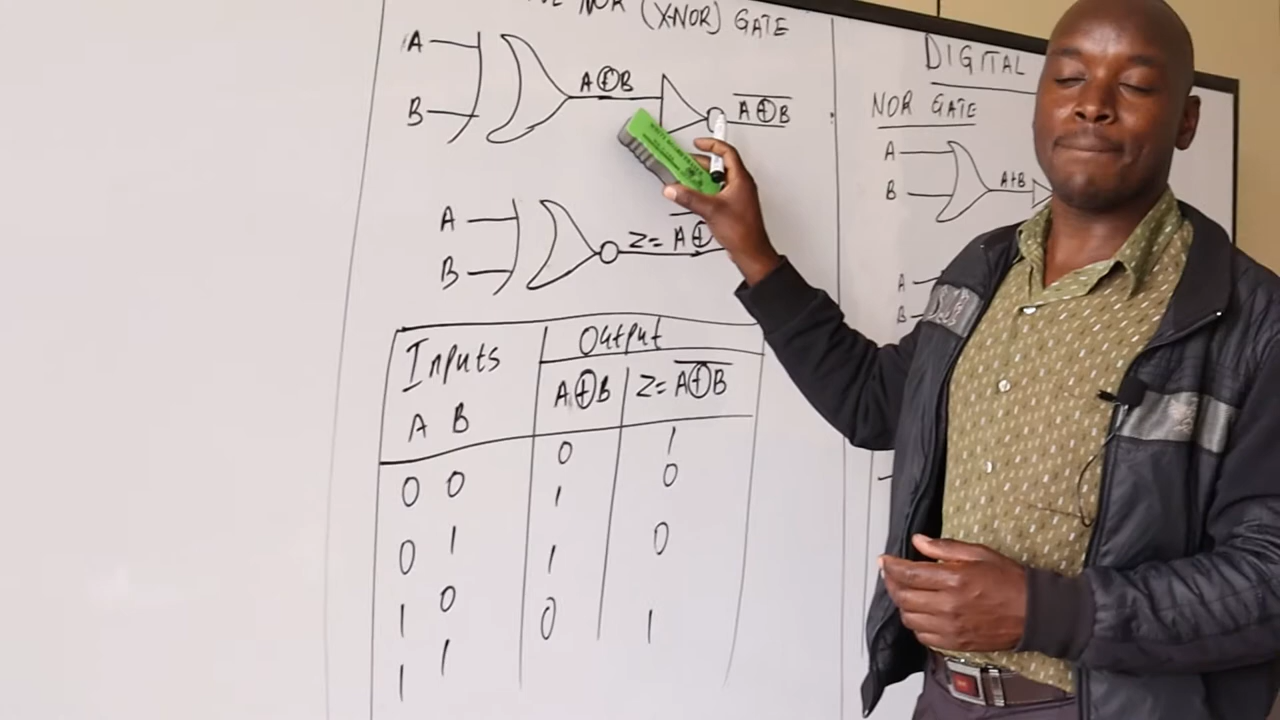 NOR (X-NOR) GATE
A
B
A⊕B
A̅⊕̅B̅
A
B
Z= A̅⊕̅
Inputs
Output
A B
A⊕B
Z= A̅⊕̅B̅
0 0 0 1
0 1 1 0
1 0 1 0
1 1 0 1
DIGITAL
NOR GATE
A
B
A+B
A
B